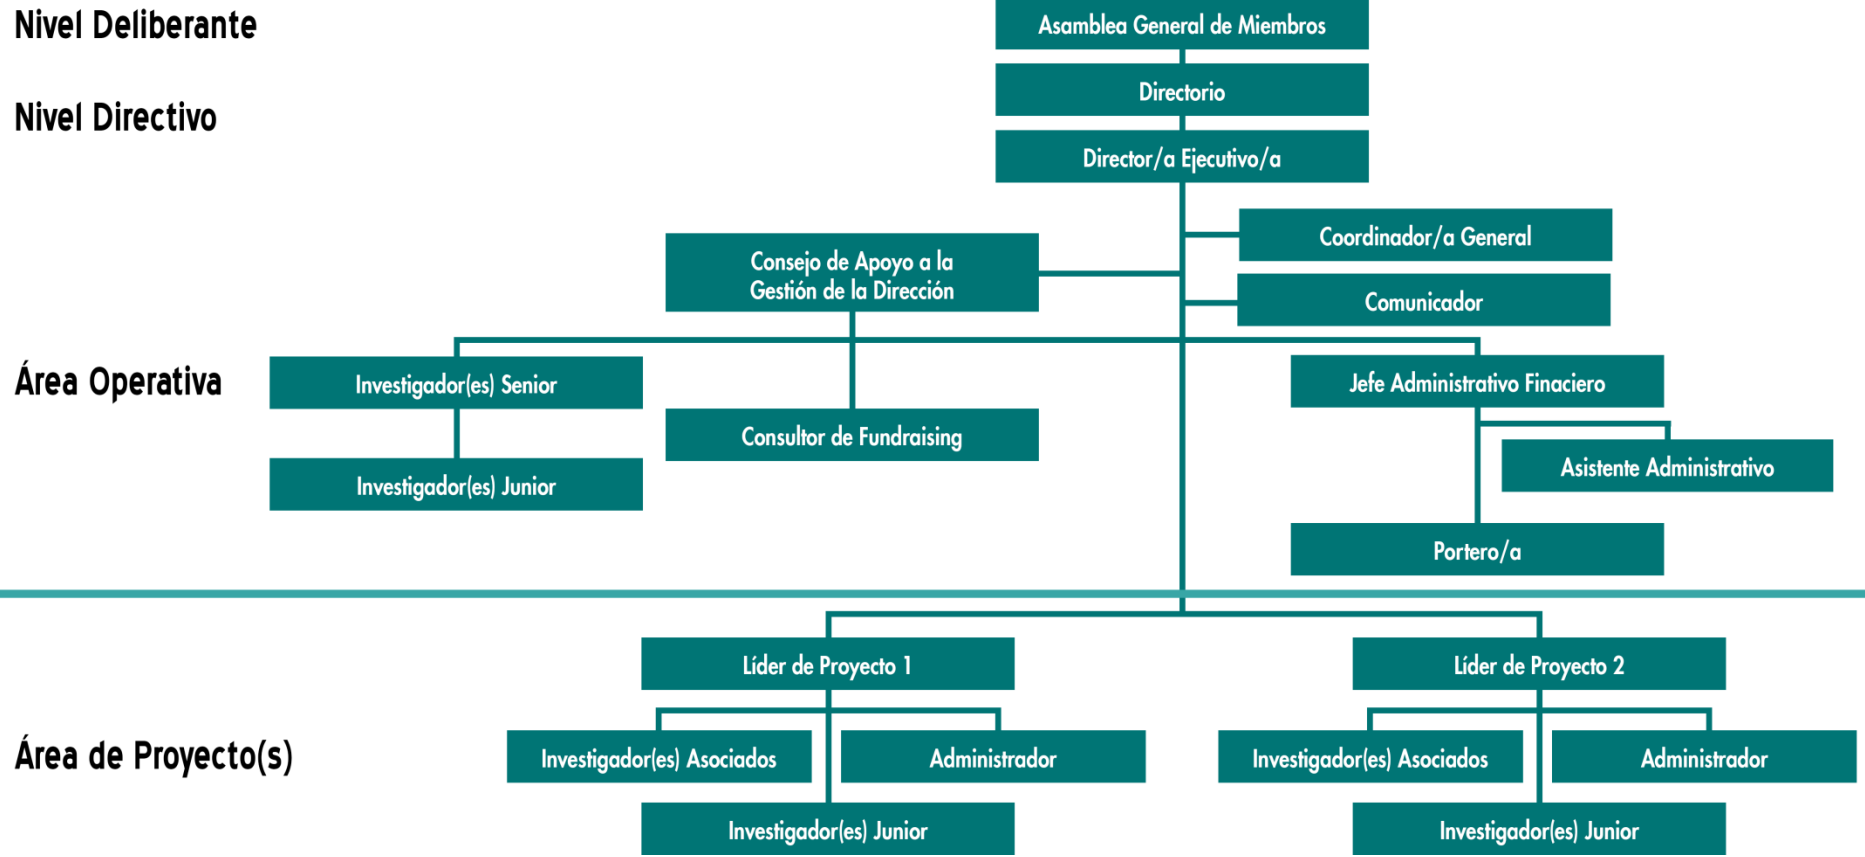 Nivel Deliberante
Asamblea General de Miembros
Directorio
Nivel Directivo
Director/a Ejecutivo/a
Coordinador/a General
Consejo de Apoyo a la
Gestión de la Dirección
Comunicador
Área Operativa
Investigador(es) Senior
Jefe Administrativo Finaciero
Consultor de Fundraising
Asistente Administrativo
Investigador(es) Junior
Portero/a
Líder de Proyecto 1
Líder de Proyecto 2
Área de Proyecto(s)
Investigador(es) Asociados
Administrador
Investigador(es) Asociados
Administrador
Investigador(es) Junior
Investigador(es) Junior